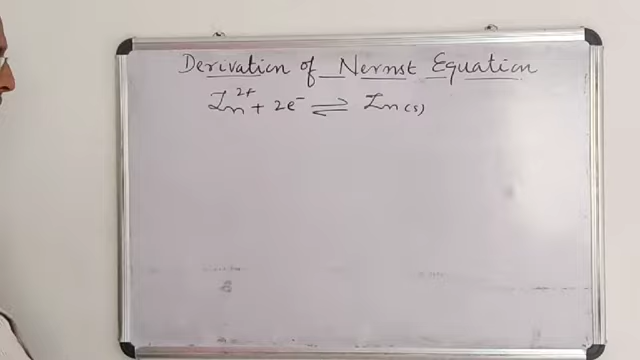 Derivation of Nernst Equation
Zn²⁺ + 2e⁻ ⇌ Zn(s)